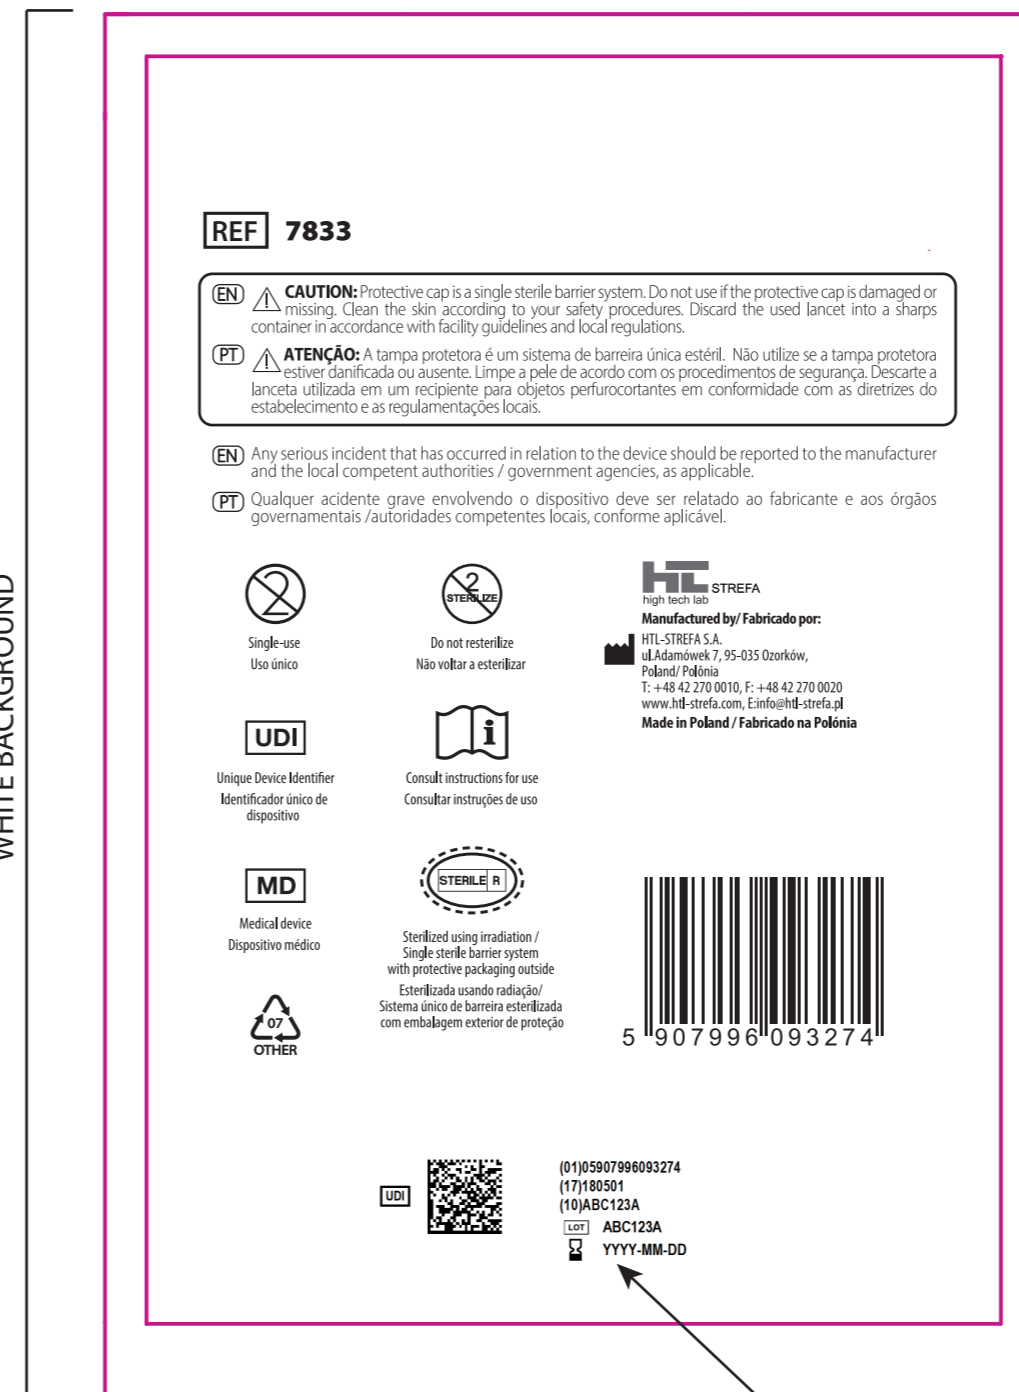 WHITE BACKGROUND
REF 7833
EN CAUTION: Protective cap is a single sterile barrier system. Do not use if the protective cap is damaged or
missing. Clean the skin according to your safety procedures. Discard the used lancet into a sharps
container in accordance with facility guidelines and local regulations.
PT ATENÇÃO: A tampa protetora é um sistema de barreira única estéril. Não utilize se a tampa protetora
estiver danificada ou ausente. Limpe a pele de acordo com os procedimentos de segurança. Descarte a
lanceta utilizada em um recipiente para objetos perfurocortantes em conformidade com as diretrizes do
estabelecimento e as regulamentações locais.
EN Any serious incident that has occurred in relation to the device should be reported to the manufacturer
and the local competent authorities / government agencies, as applicable.
PT Qualquer acidente grave envolvendo o dispositivo deve ser relatado ao fabricante e aos órgãos
governamentais /autoridades competentes locais, conforme aplicável.
2
Single-use
Uso único
2
STERILIZE
Do not resterilize
Não voltar a esterilizar
HTL STREFA
high tech lab
Manufactured by/ Fabricado por:
HTL-STREFA S.A.
ul.Adamówek 7, 95-035 Ozorków,
Poland/ Polônia
T: +48 42 270 0010, F: +48 42 270 0020
www.htl-strefa.com, E:info@htl-strefa.pl
Made in Poland / Fabricado na Polónia
UDI
Unique Device Identifier
Identificador único de
dispositivo
i
Consult instructions for use
Consultar instruções de uso
MD
Medical device
Dispositivo médico
STERILE R
Sterilized using irradiation /
Single sterile barrier system
with protective packaging outside
Esterilizada usando radiação/
Sistema único de barreira esterilizada
com embalagem exterior de proteção
07
OTHER
5 907996 093274
UDI
(01)05907996093274
(17)180501
(10)ABC123A
LOT ABC123A
YYYY-MM-DD